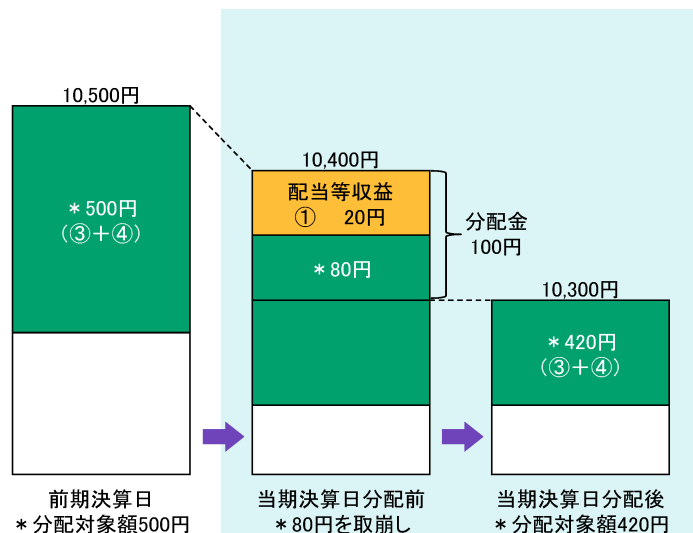 10,500円
＊500円
（③＋④）
前期決算日
＊分配対象額500円
10,400円
配当等収益
① 20円
＊80円
分配金
100円
当期決算日分配前
＊80円を取崩し
10,300円
＊420円
（③＋④）
当期決算日分配後
＊分配対象額420円